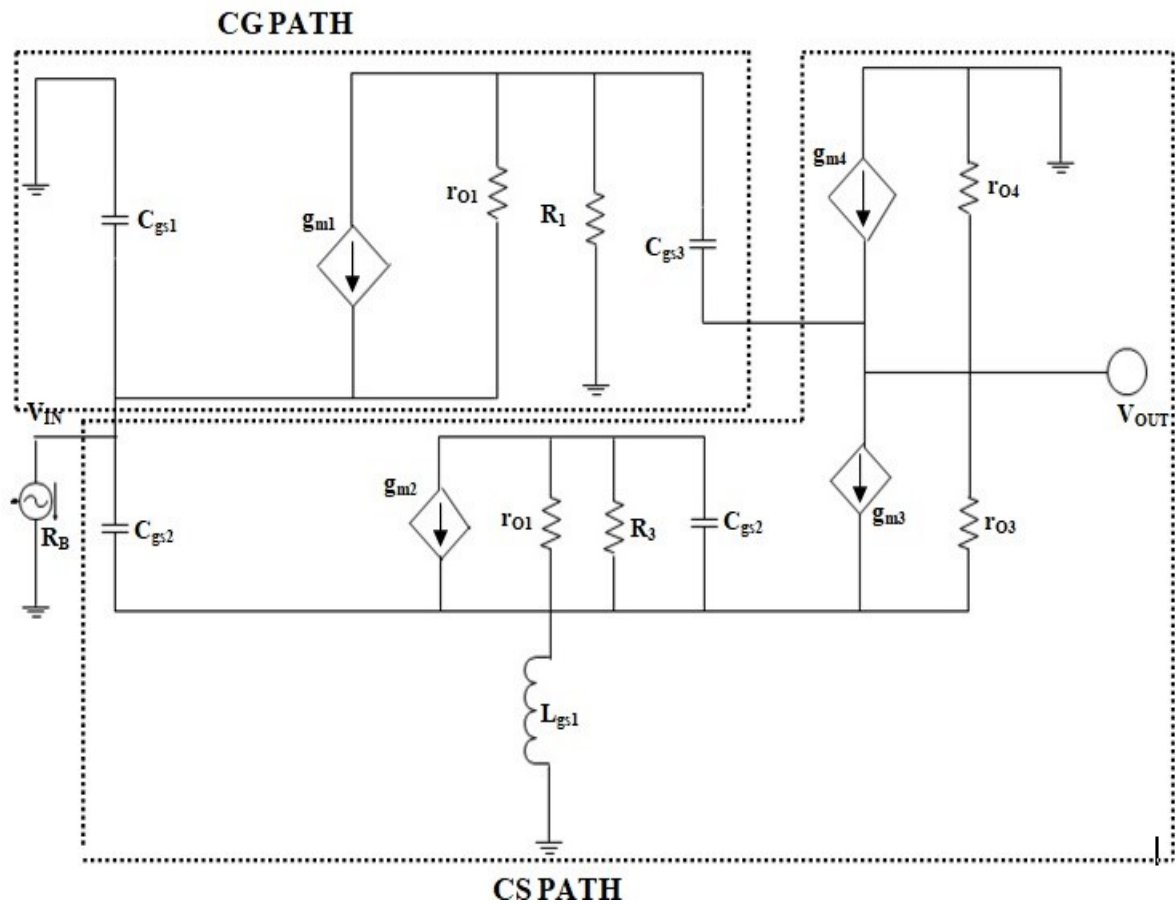 CG PATH
Cgs1
gm1
rO1
R1
Cgs3
gm4
rO4
VIN
VOUT
RB
Cgs2
gm2
rO1
R3
Cgs2
gm3
rO3
Lgs1
CS PATH